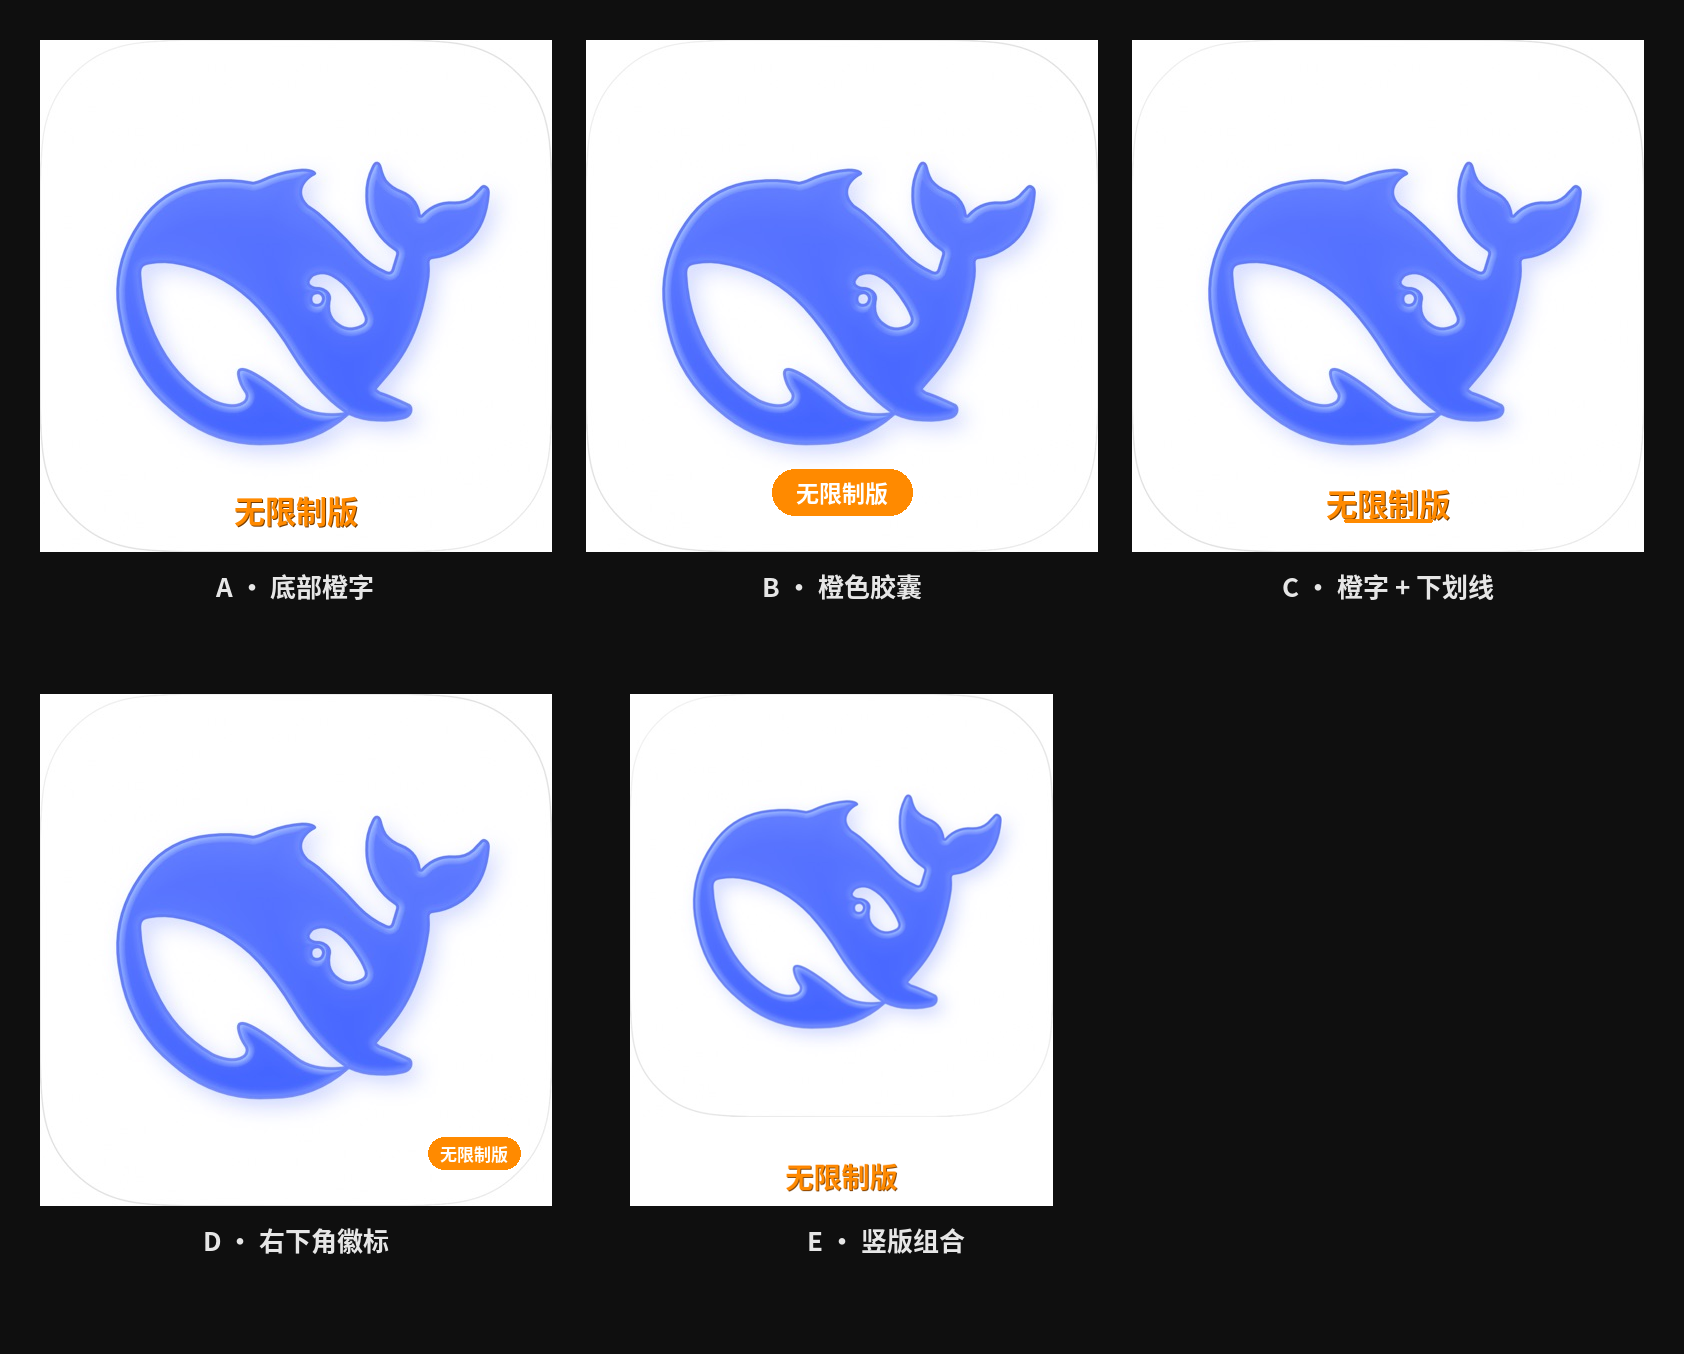 无限制版
无限制版
无限制版
A · 底部橙字
B · 橙色胶囊
C · 橙字 + 下划线
无限制版
无限制版
D · 右下角徽标
E · 竖版组合